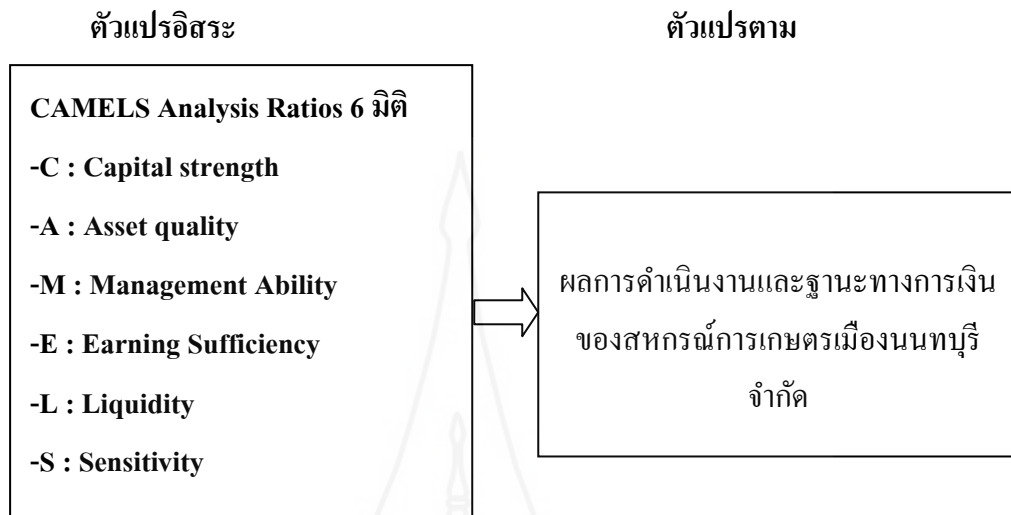 ตัวแปรอิสระ
ตัวแปรตาม
CAMELS Analysis Ratios 6 มิติ
-C : Capital strength
-A : Asset quality
-M : Management Ability
-E : Earning Sufficiency
-L : Liquidity
-S : Sensitivity
ผลการดำเนินงานและฐานะทางการเงิน
ของสหกรณ์การเกษตรเมืองนนทบุรี
จำกัด